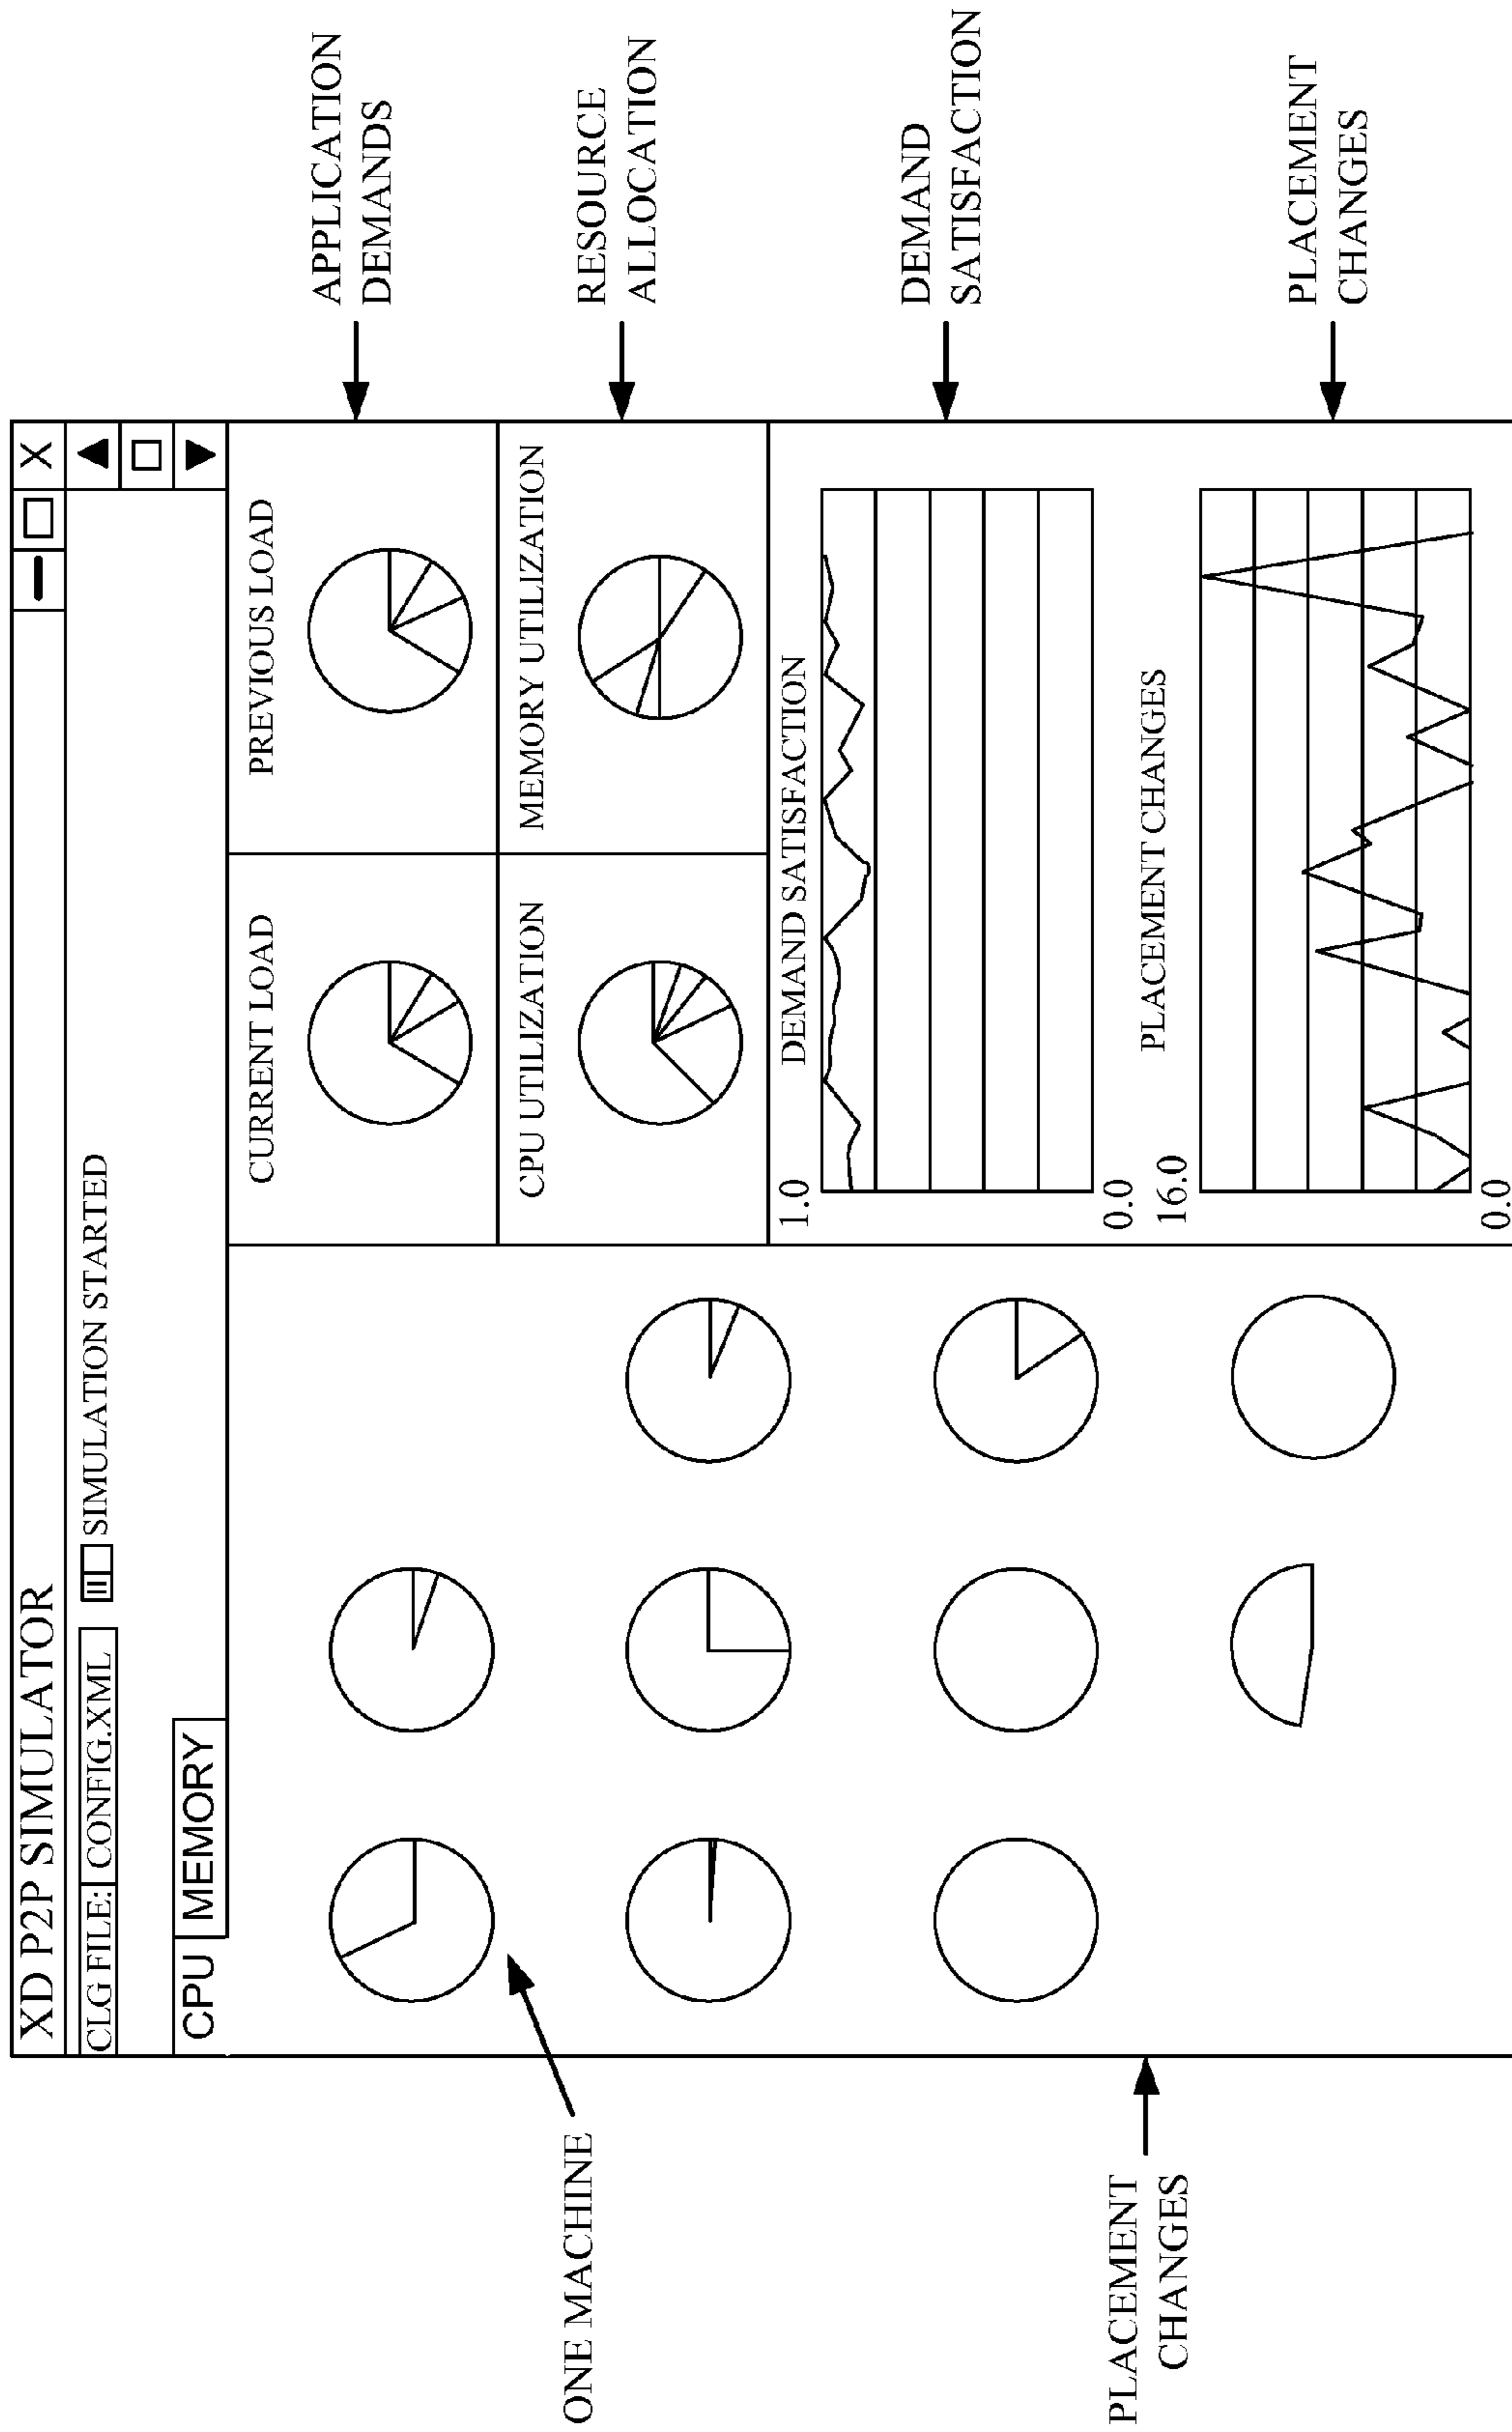 XD P2P SIMULATOR
X
CLG FILE: CONFIG.XML SIMULATION STARTED
CPU MEMORY
CURRENT LOAD
PREVIOUS LOAD
APPLICATION
DEMANDS
CPU UTILIZATION
MEMORY UTILIZATION
RESOURCE
ALLOCATION
ONE MACHINE
DEMAND SATISFACTION
1.0
0.0
DEMAND
SATISFACTION
PLACEMENT CHANGES
16.0
0.0
PLACEMENT
CHANGES
PLACEMENT
CHANGES